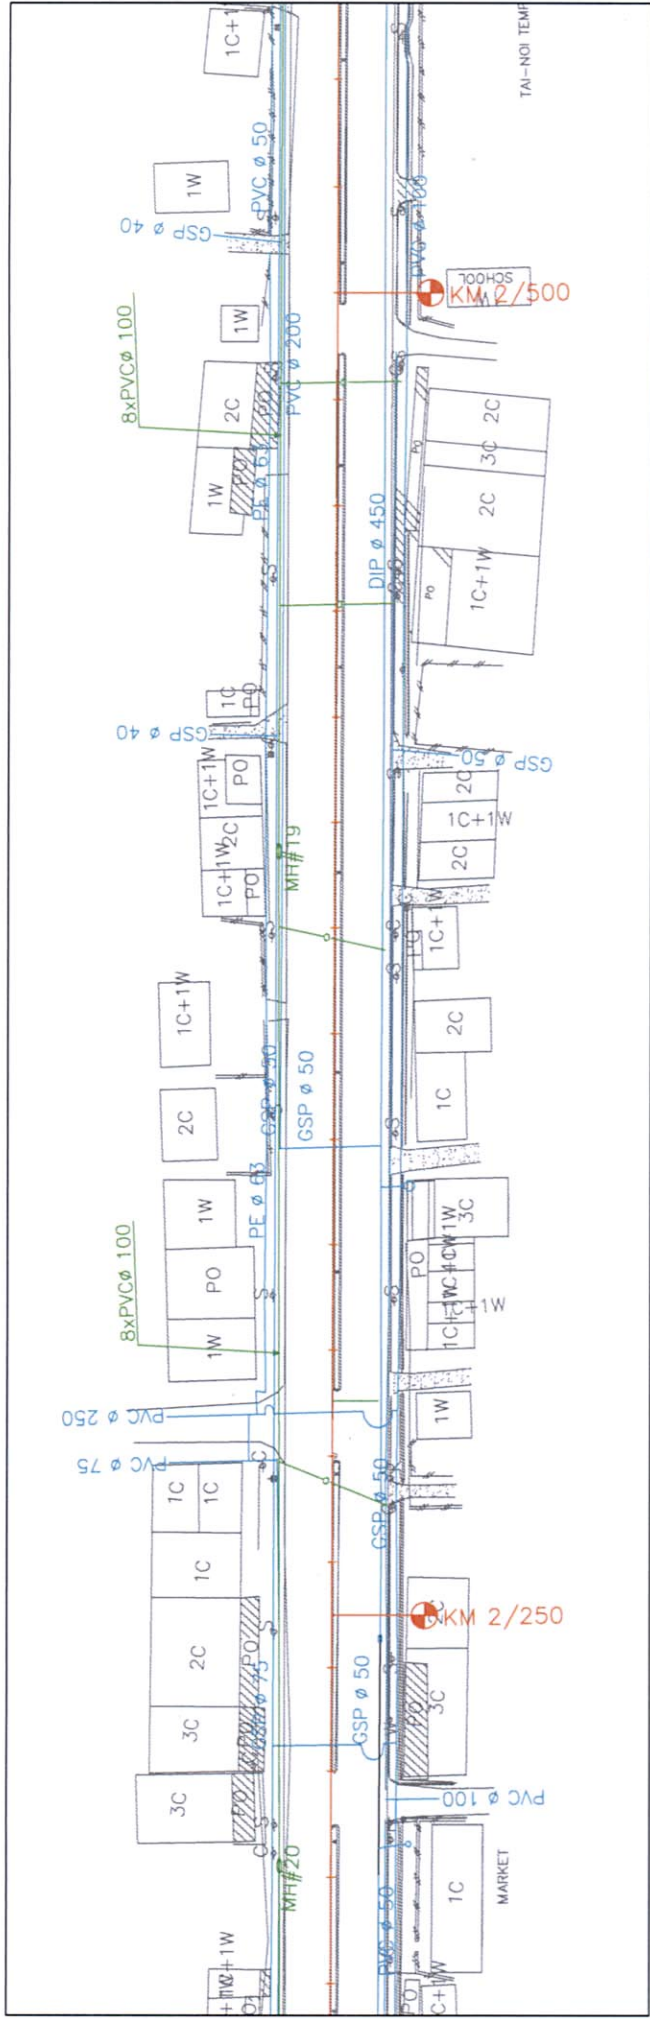 1C+1
TAI-NOI TEMP
PVC ø 50
1W
GSP ø 40
PVC ø 100
1W
SCHOOL
KM 2/500
1W
8xPVCø 100
PVC ø 200
2C
PO
1W
PO
PE ø 63
PO
2C
3C
2C
DIP ø 450
PO
1C+1W
1C
PO
GSP ø 40
GSP ø 50
1C+1W
PO
2C
1C+1W
PO
MH#19
2C
1C+1W
2C
PO
1C+1W
1C+1W
2C
GSP ø 50
GSP ø 50
2C
1C
PE ø 63
1W
PO
1W
8xPVCø 100
3C
PO
1C+1W
1W
PVC ø 250
PVC ø 75
1C
1C
1C
GSP ø 50
2C
PO
KM 2/250
3C
PO
GSP ø 50
PO
3C
3C
PO
PVC ø 100
MH#20
PVC ø 50
1C
MARKET
PO